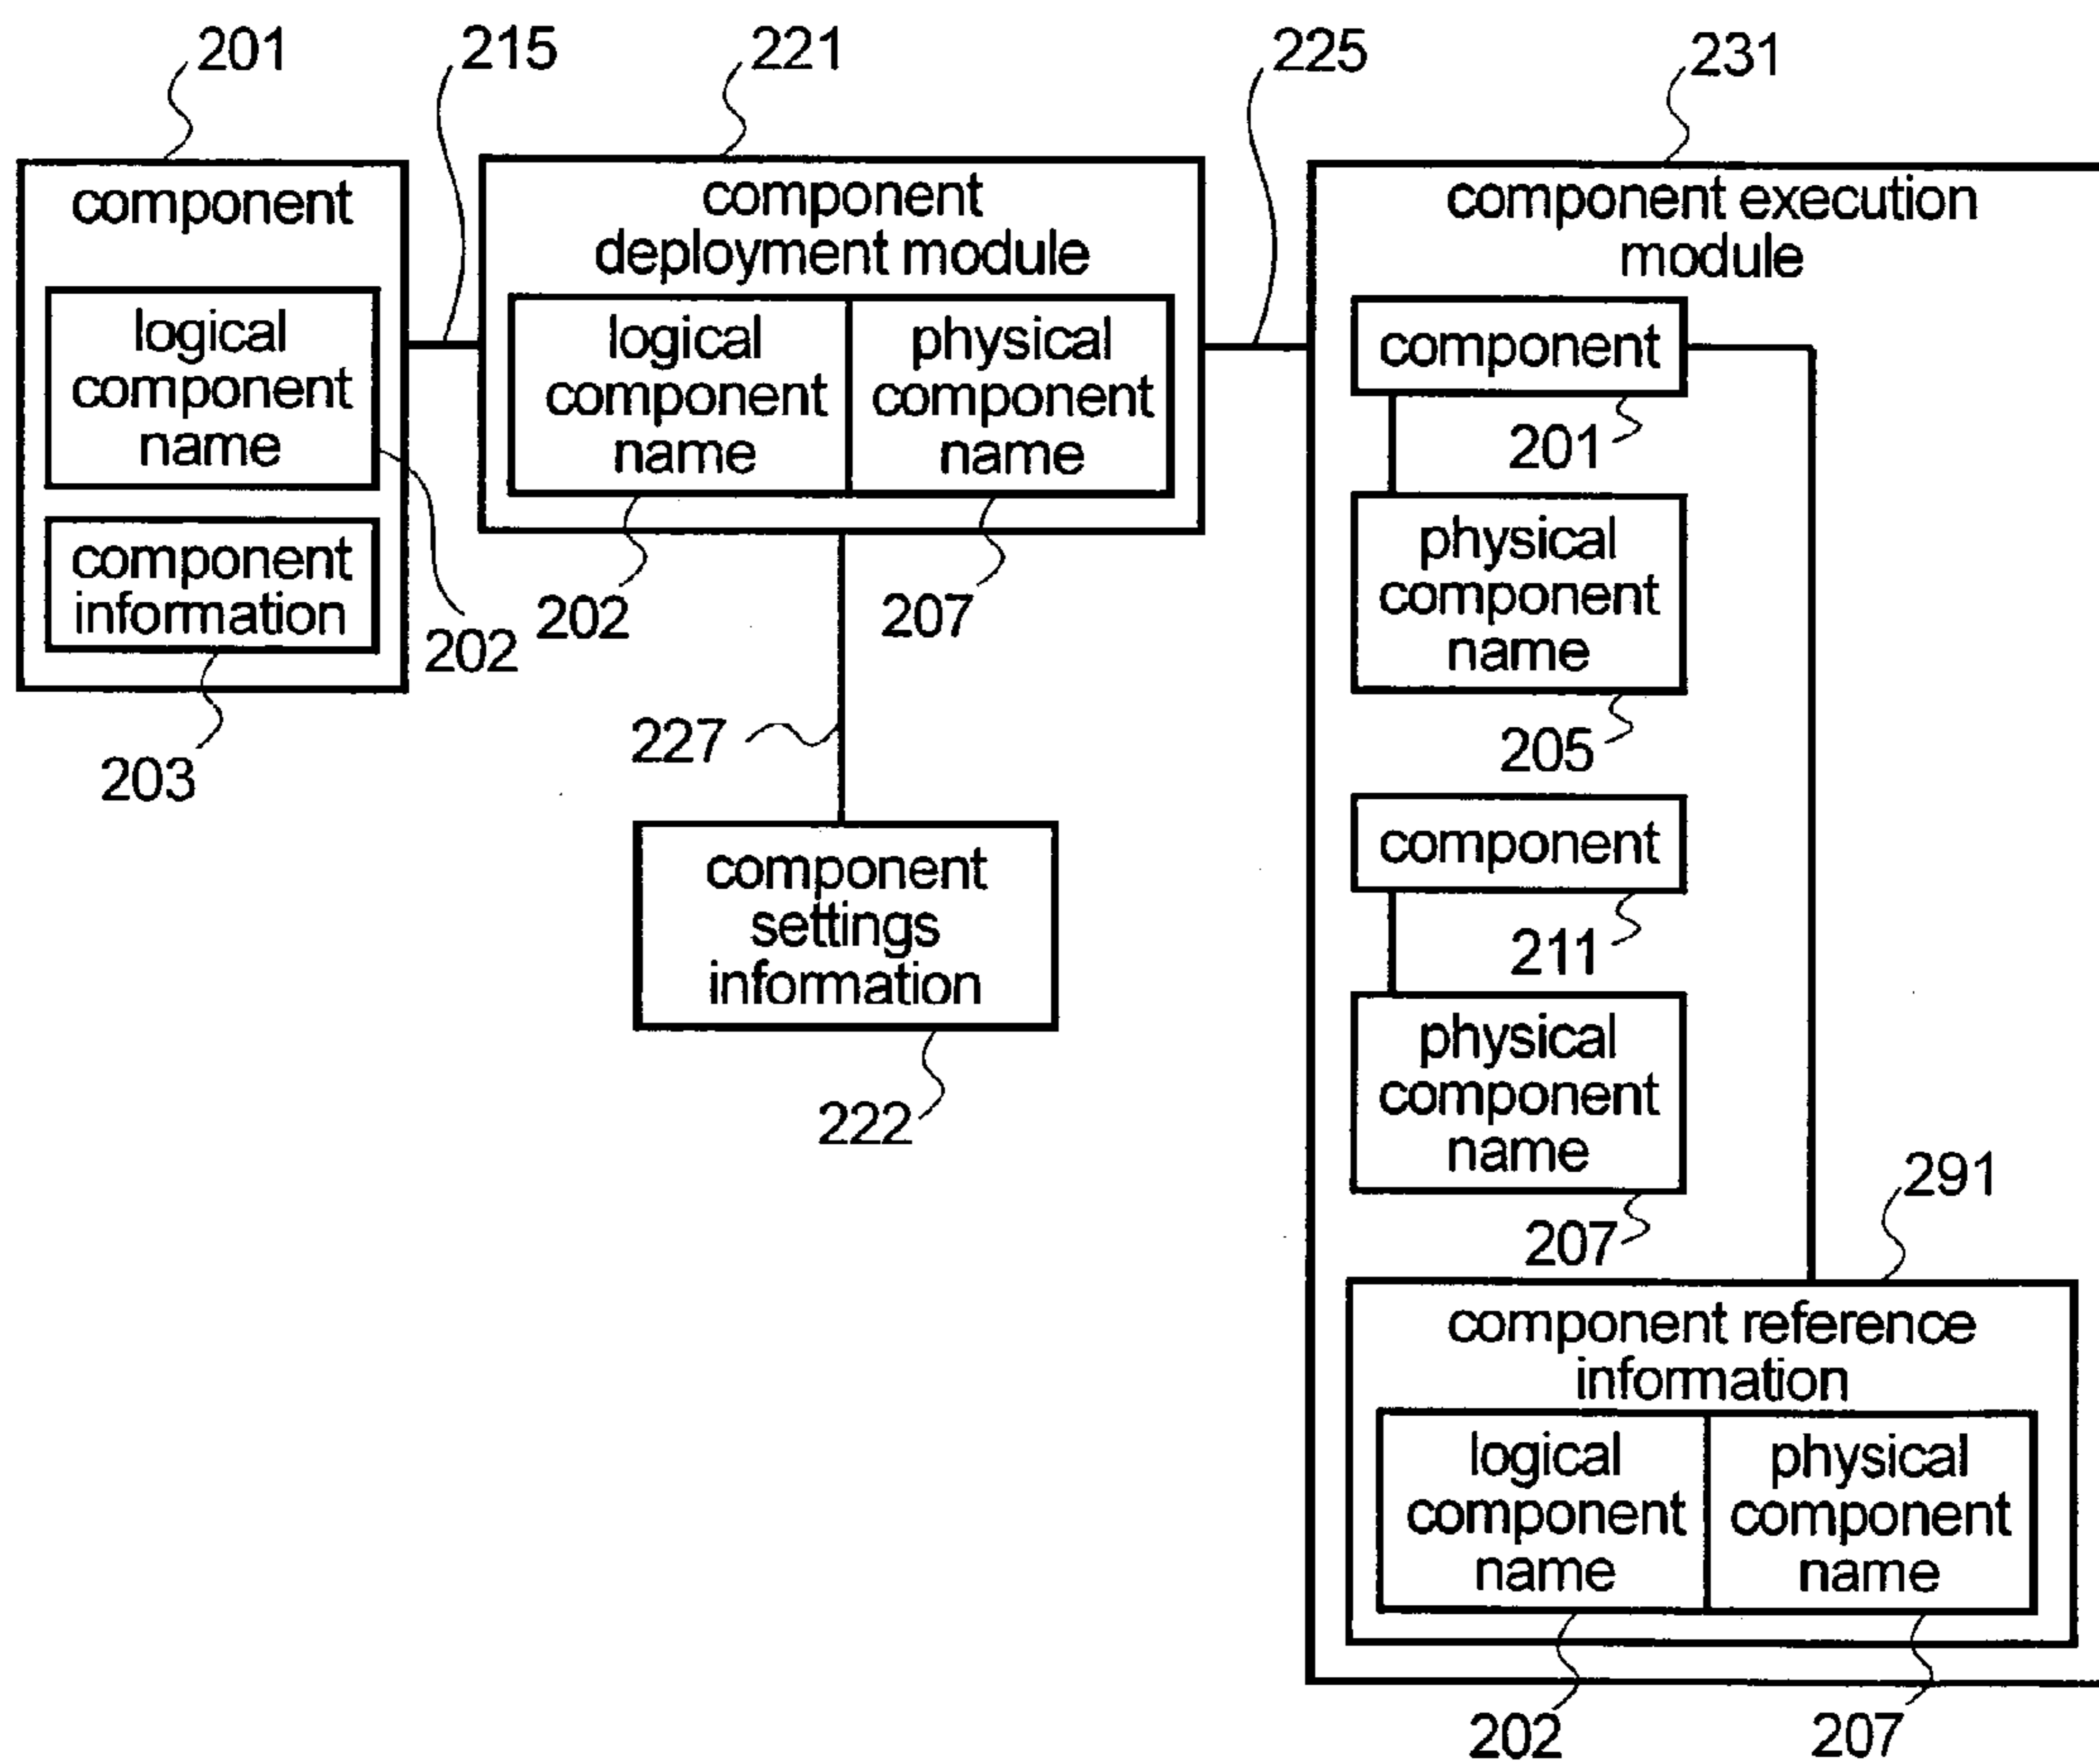 201
215
221
225
231
component
logical
component
name
202
component
information
203
component
deployment module
logical
component
name
physical
component
name
202
207
227
component
settings
information
222
component execution
module
component
201
physical
component
name
205
component
211
physical
component
name
207
291
component reference
information
logical
component
name
physical
component
name
202
207